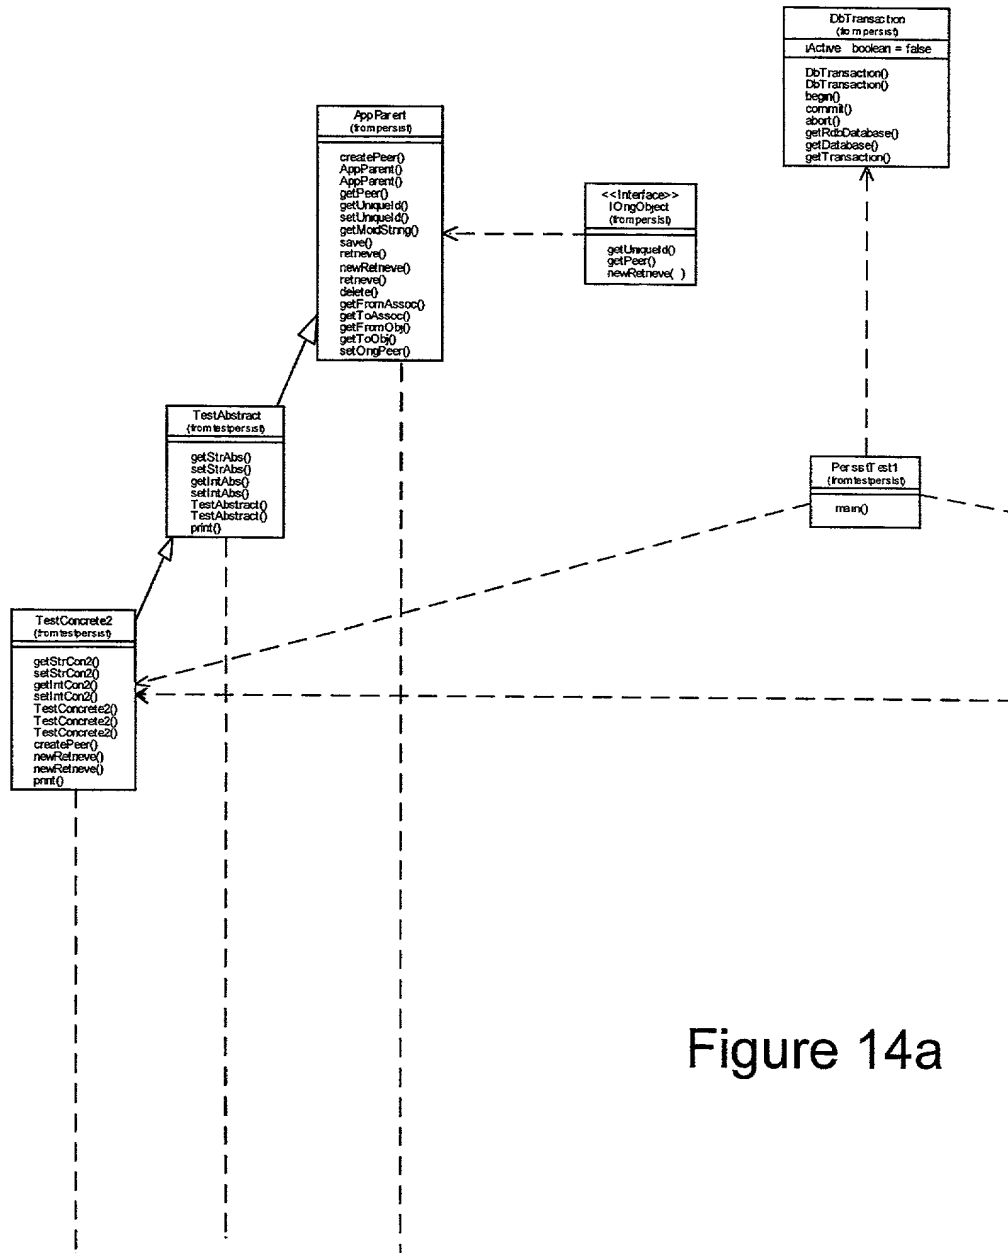 DbTransaction
(from persist)
iActive boolean = false
DbTransaction()
DbTransaction()
begin()
commit()
abort()
getRdbDatabase()
getDatabase()
getTransaction()
AppParent
(from persist)
createPeer()
AppParent()
AppParent()
getPeer()
getUniqueId()
setUniqueId()
getMoidString()
save()
retrieve()
newRetrieve()
retrieve()
delete()
getFromAssoc()
getToAssoc()
getFromObj()
getToObj()
setOngPeer()
<<Interface>>
IOngObject
(from persist)
getUniqueId()
getPeer()
newRetrieve( )
TestAbstract
(from testpersist)
getStrAbs()
setStrAbs()
getIntAbs()
setIntAbs()
TestAbstract()
TestAbstract()
print()
PersistTest1
(from testpersist)
main()
TestConcrete2
(from testpersist)
getStrCon2()
setStrCon2()
getIntCon2()
setIntCon2()
TestConcrete2()
TestConcrete2()
TestConcrete2()
createPeer()
newRetrieve()
newRetrieve()
print()
Figure 14a